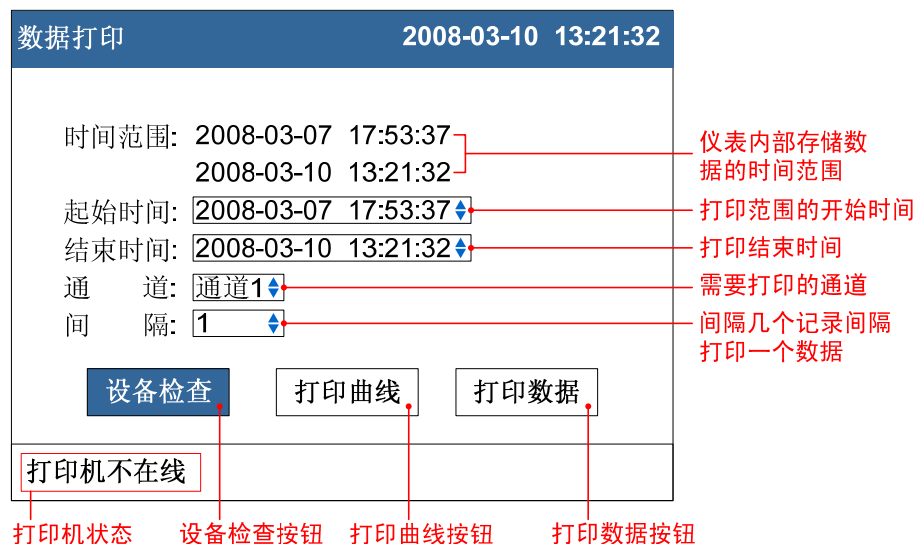 数据打印 2008-03-10 13:21:32
时间范围: 2008-03-07 17:53:37
2008-03-10 13:21:32
仪表内部存储数
据的时间范围
起始时间: 2008-03-07 17:53:37
打印范围的开始时间
结束时间: 2008-03-10 13:21:32
打印结束时间
通 道: 通道1
需要打印的通道
间 隔: 1
间隔几个记录间隔
打印一个数据
设备检查 打印曲线 打印数据
打印机不在线
打印机状态 设备检查按钮 打印曲线按钮 打印数据按钮